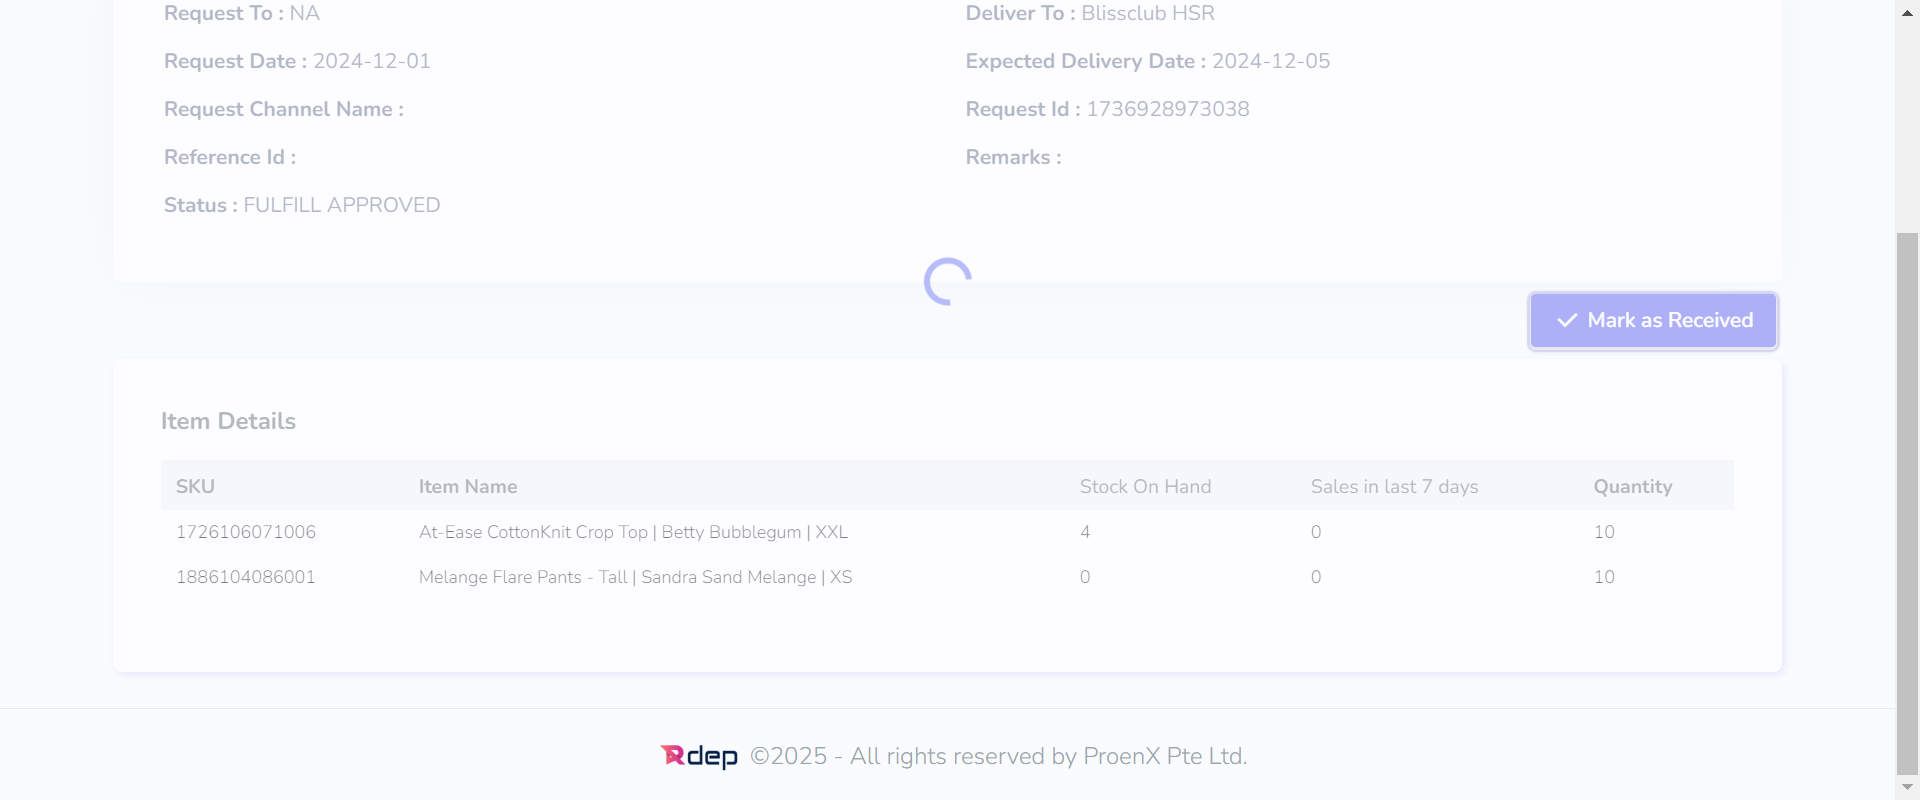 Request To : NA
Deliver To : Blissclub HSR
Request Date : 2024-12-01
Expected Delivery Date : 2024-12-05
Request Channel Name :
Request Id : 1736928973038
Reference Id :
Remarks :
Status : FULFILL APPROVED
Mark as Received
Item Details
SKU Item Name Stock On Hand Sales in last 7 days Quantity
1726106071006 At-Ease CottonKnit Crop Top | Betty Bubblegum | XXL 4 0 10
1886104086001 Melange Flare Pants - Tall | Sandra Sand Melange | XS 0 0 10
Rdep ©2025 - All rights reserved by ProenX Pte Ltd.